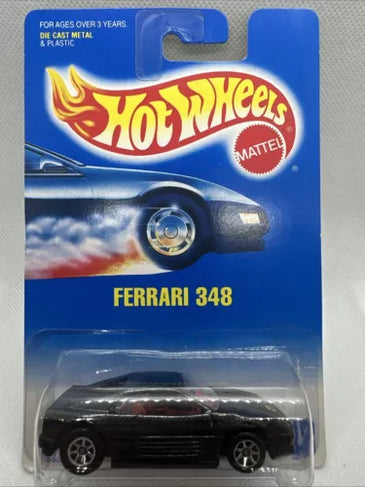 FOR AGES OVER 3 YEARS.
DIE CAST METAL
& PLASTIC
HOT WHEELS
®
MATTEL
®
FERRARI 348